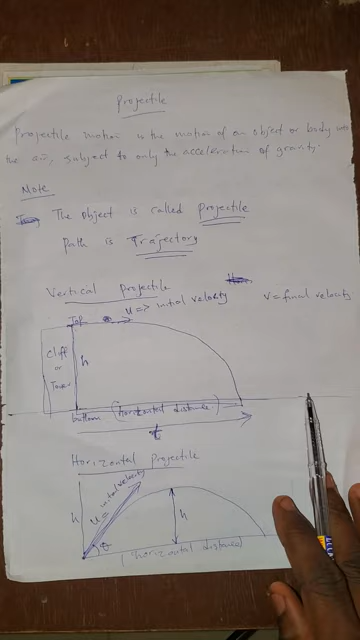 Projectile
Projectile motion is the motion of an object or body into
the air, subject to only the acceleration of gravity.
Note
The object is called projectile
path is Trajectory
Vertical projectile
Top u => initial velocity v = final velocity
Cliff
or
Tower
h
bottom (horizontal distance)
t
Horizontal projectile
h
u = initial velocity
h
θ
(horizontal distance)